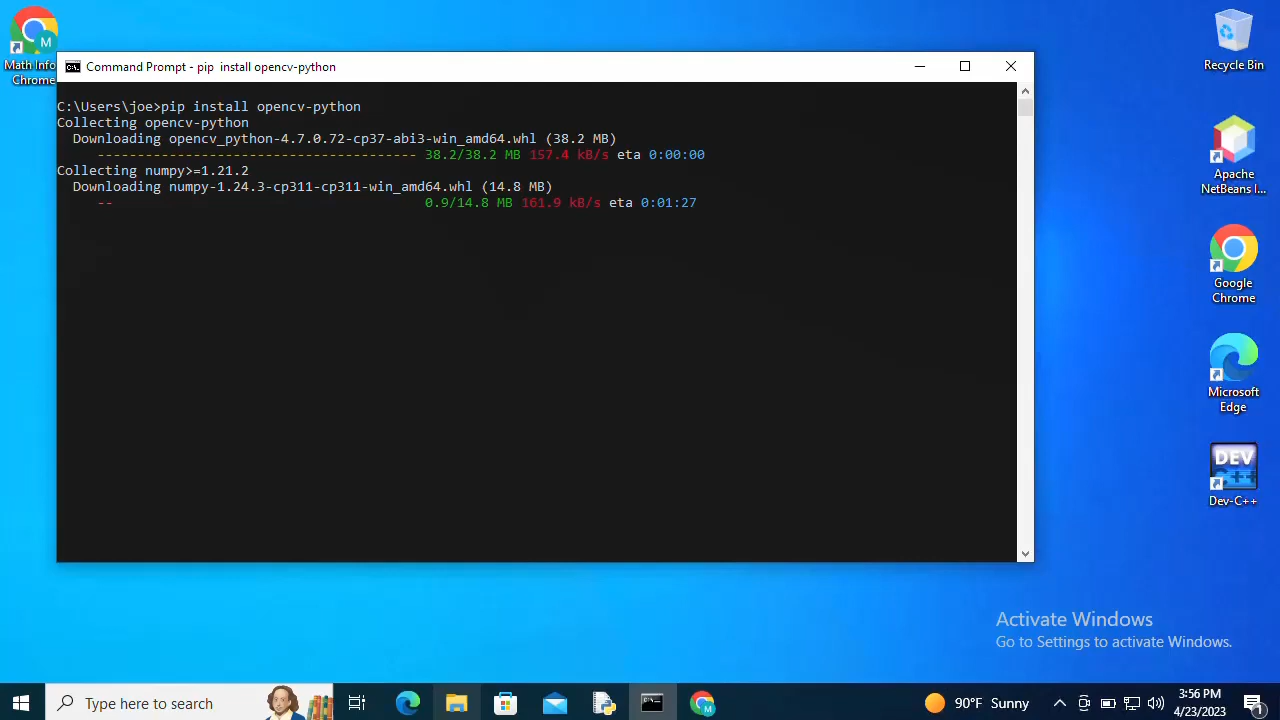 Math Info
Chrome
M
Command Prompt - pip  install opencv-python
C:\Users\joe>pip install opencv-python
Collecting opencv-python
  Downloading opencv_python-4.7.0.72-cp37-abi3-win_amd64.whl (38.2 MB)
     ---------------------------------------- 38.2/38.2 MB 157.4 kB/s eta 0:00:00
Collecting numpy>=1.21.2
  Downloading numpy-1.24.3-cp311-cp311-win_amd64.whl (14.8 MB)
     -- 0.9/14.8 MB 161.9 kB/s eta 0:01:27
Recycle Bin
Apache
NetBeans I...
Google
Chrome
Microsoft
Edge
DEV
C++
Dev-C++
Activate Windows
Go to Settings to activate Windows.
Type here to search
M
90°F Sunny
3:56 PM
4/23/2023
1